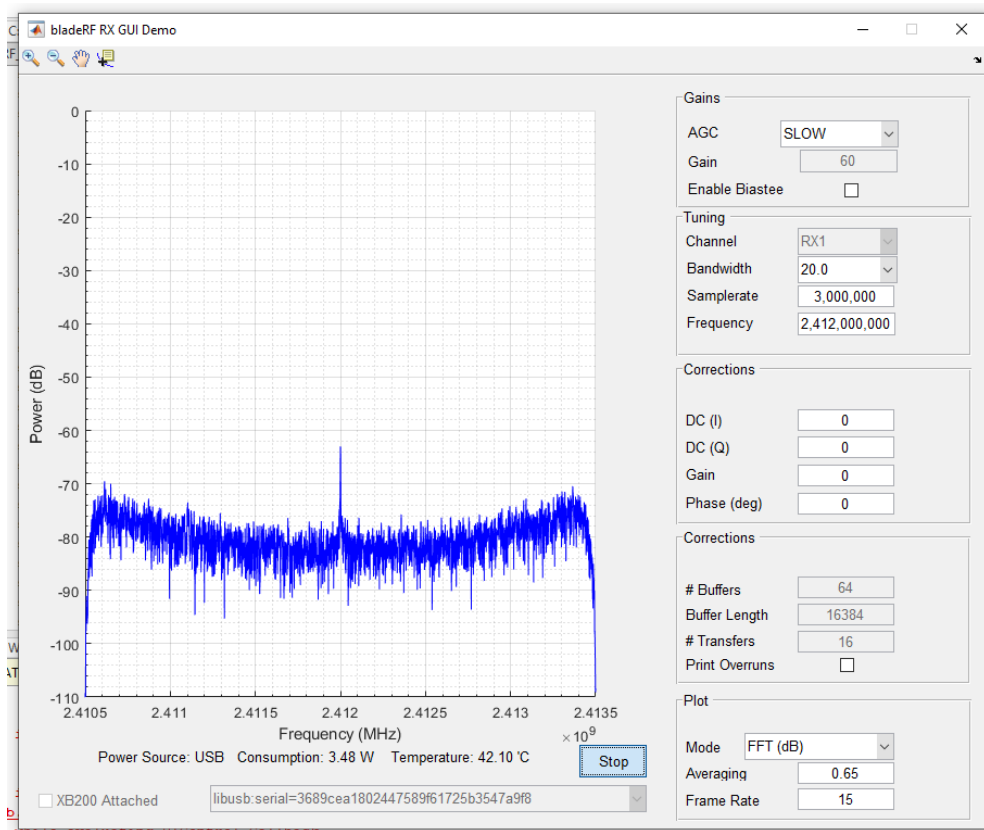 bladeRF RX GUI Demo
0
-10
-20
-30
-40
-50
-60
-70
-80
-90
-100
-110
Power (dB)
2.4105 2.411 2.4115 2.412 2.4125 2.413 2.4135
Frequency (MHz)
×10^9
Power Source: USB Consumption: 3.48 W Temperature: 42.10 °C
Stop
XB200 Attached
libusb:serial=3689cea1802447589f61725b3547a9f8
Gains
AGC SLOW
Gain 60
Enable Biastee
Tuning
Channel RX1
Bandwidth 20.0
Samplerate 3,000,000
Frequency 2,412,000,000
Corrections
DC (I) 0
DC (Q) 0
Gain 0
Phase (deg) 0
Corrections
# Buffers 64
Buffer Length 16384
# Transfers 16
Print Overruns
Plot
Mode FFT (dB)
Averaging 0.65
Frame Rate 15